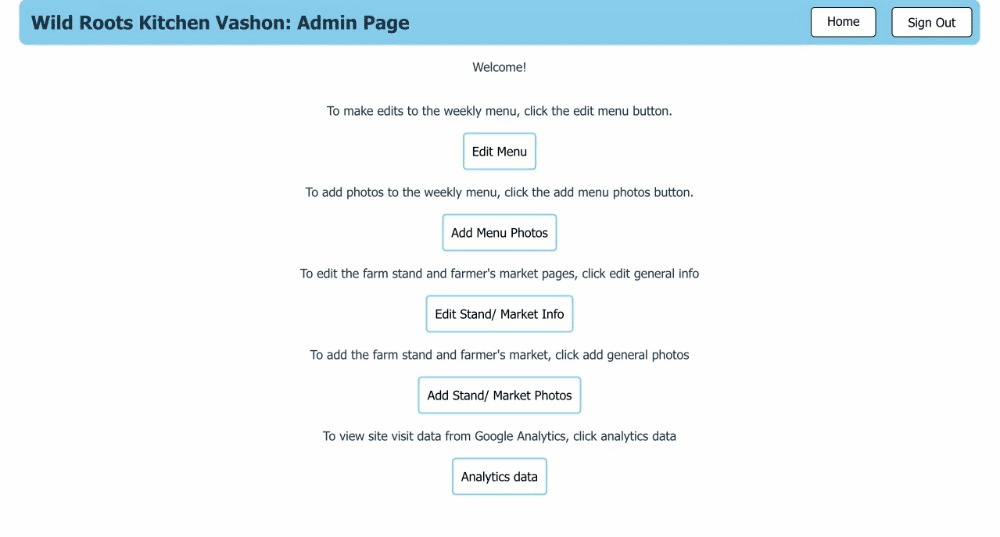 Wild Roots Kitchen Vashon: Admin Page
Home
Sign Out
Welcome!
To make edits to the weekly menu, click the edit menu button.
Edit Menu
To add photos to the weekly menu, click the add menu photos button.
Add Menu Photos
To edit the farm stand and farmer's market pages, click edit general info
Edit Stand/ Market Info
To add the farm stand and farmer's market, click add general photos
Add Stand/ Market Photos
To view site visit data from Google Analytics, click analytics data
Analytics data